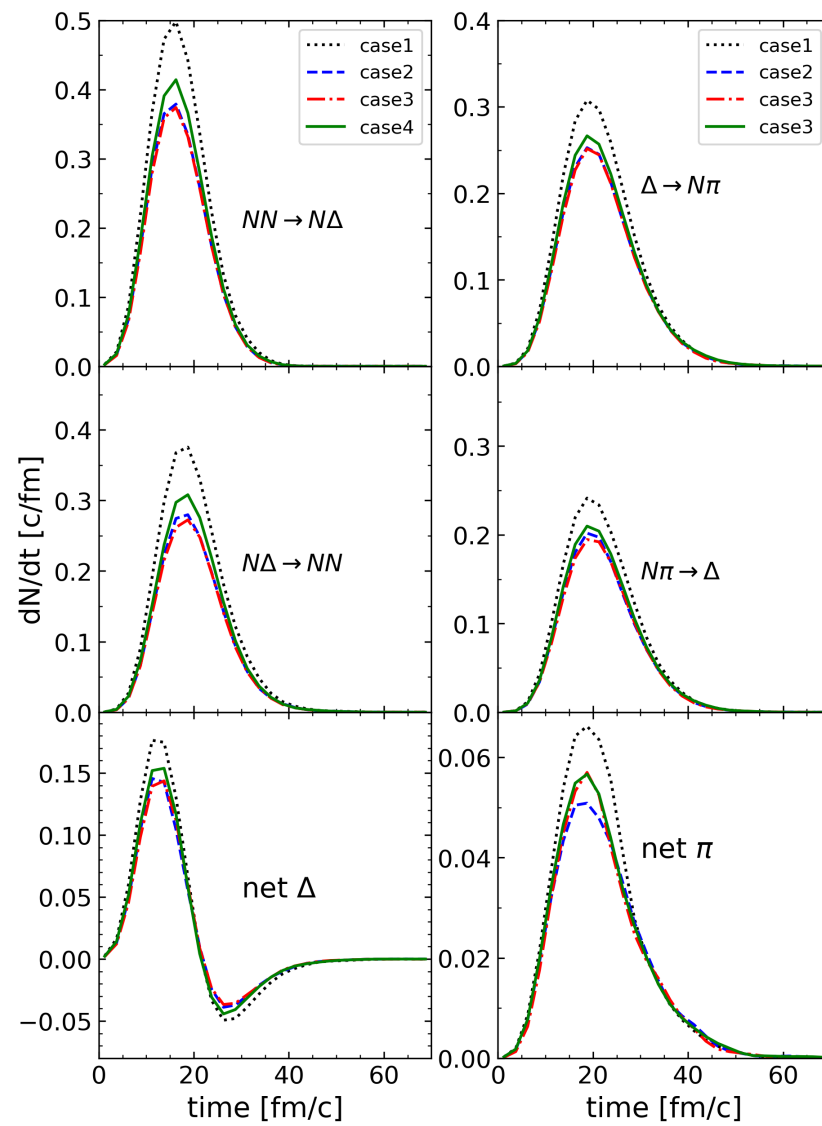 0.5
0.4
0.3
0.2
0.1
0.0
case1
case2
case3
case4
NN→NΔ
0.4
0.3
0.2
0.1
0.0
case1
case2
case3
case3
Δ→Nπ
dN/dt [c/fm]
0.4
0.3
0.2
0.1
0.0
NΔ→NN
0.3
0.2
0.1
0.0
Nπ→Δ
0.15
0.10
0.05
0.00
−0.05
net Δ
0 20 40 60
time [fm/c]
0.06
0.04
0.02
0.00
net π
0 20 40 60
time [fm/c]